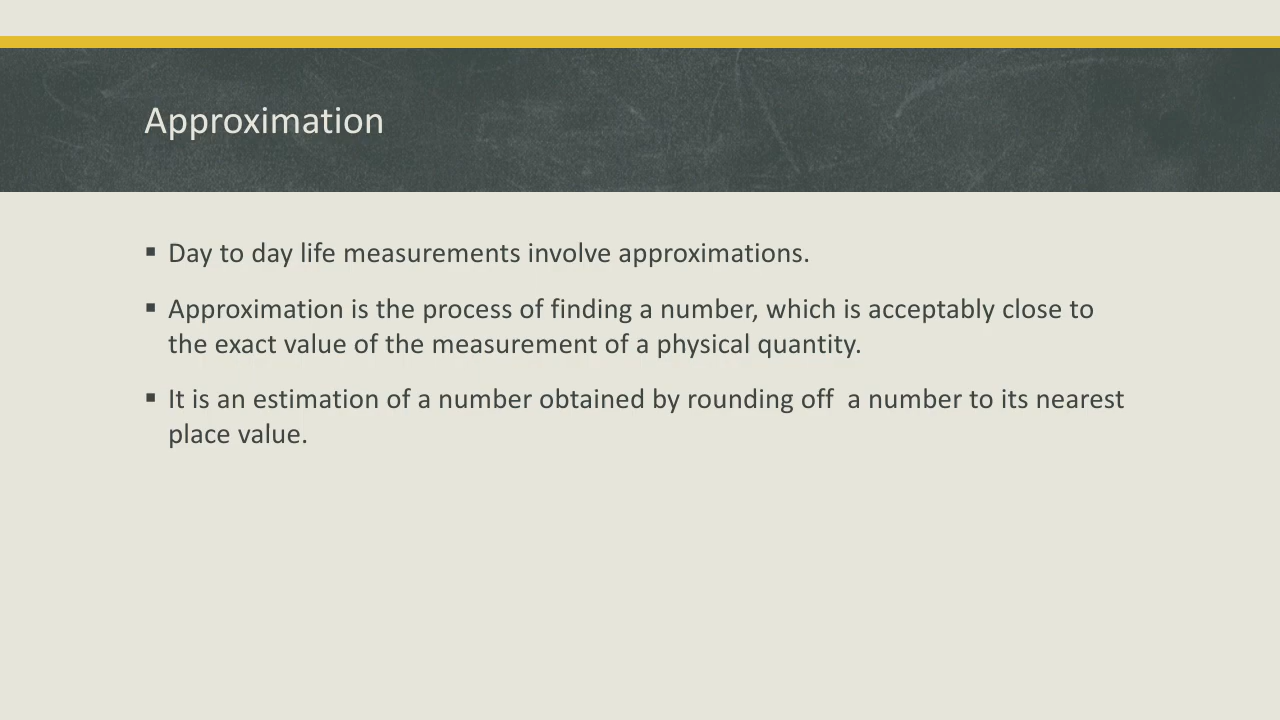 Approximation
▪ Day to day life measurements involve approximations.
▪ Approximation is the process of finding a number, which is acceptably close to
the exact value of the measurement of a physical quantity.
▪ It is an estimation of a number obtained by rounding off  a number to its nearest
place value.